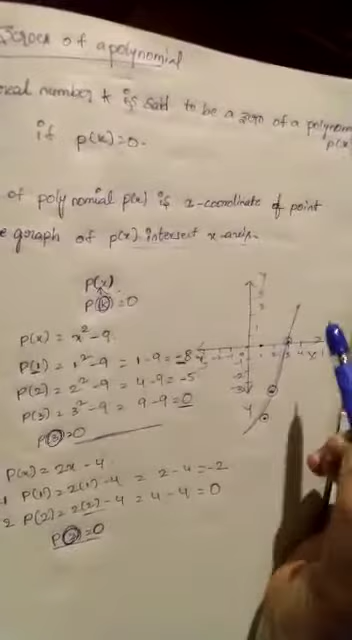 Zeroes of a polynomial
real number k is said to be a zero of a polynomial p(x)
if p(k)=0.
of polynomial p(x) is x-coordinate of point
e graph of p(x) intersect x-axis.
P(x)
P(k)=0
P(x) = x²-9
P(1) = 1²-9 = 1-9 = -8
P(2) = 2²-9 = 4-9 = -5
P(3) = 3²-9 = 9-9 = 0
P(3)=0
P(x) = 2x-4
1 P(1) = 2(1)-4 = 2-4 = -2
2 P(2) = 2(2)-4 = 4-4 = 0
P(2)=0